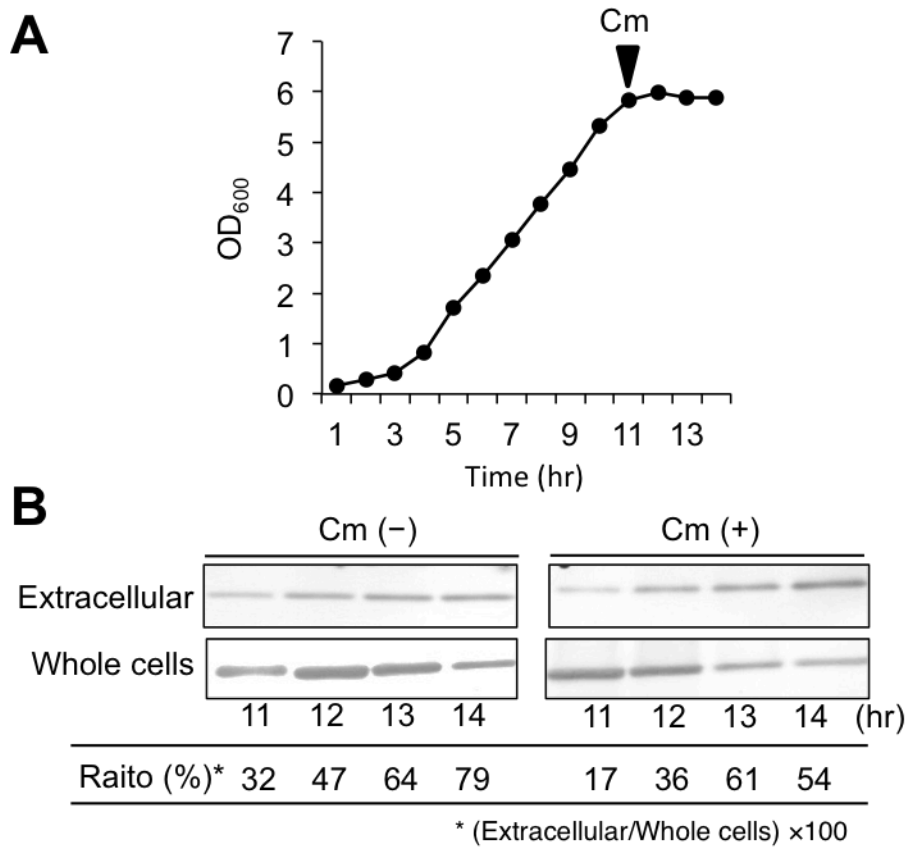 A
Cm
7
6
5
4
3
2
1
0
OD600
1 3 5 7 9 11 13
Time (hr)
B
Cm (−) Cm (+)
Extracellular
Whole cells
11 12 13 14 11 12 13 14 (hr)
Raito (%)* 32 47 64 79 17 36 61 54
* (Extracellular/Whole cells) ×100